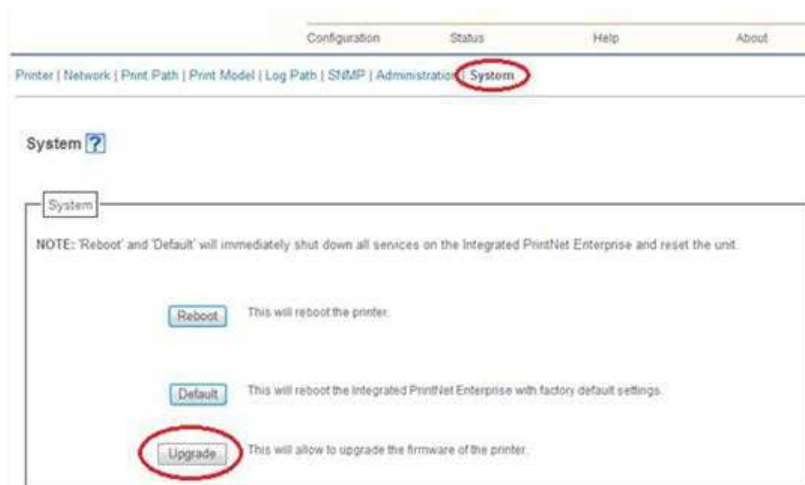 Configuration Status Help About
Printer | Network | Print Path | Print Model | Log Path | SNMP | Administration | System
System ?
System
NOTE: 'Reboot' and 'Default' will immediately shut down all services on the Integrated PrintNet Enterprise and reset the unit.
Reboot This will reboot the printer.
Default This will reboot the Integrated PrintNet Enterprise with factory default settings.
Upgrade This will allow to upgrade the firmware of the printer.